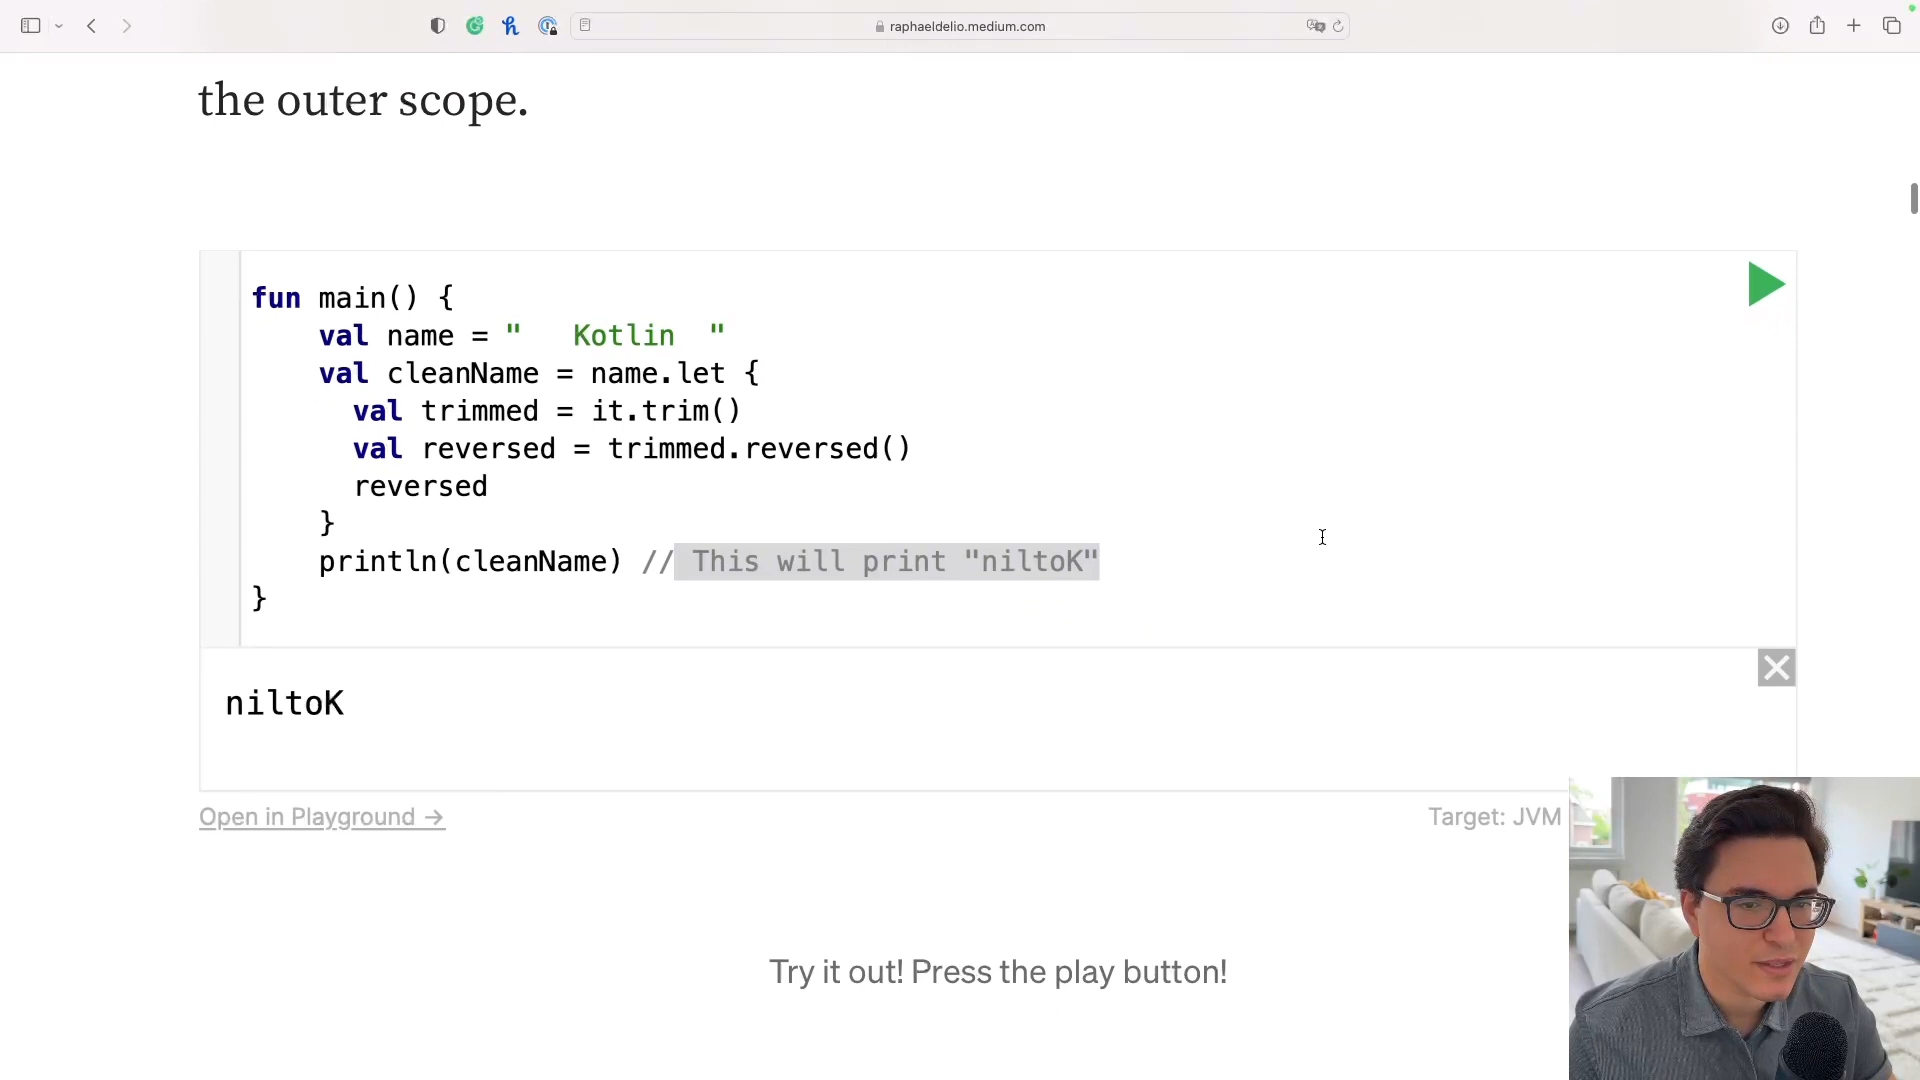 raphaeldelio.medium.com
the outer scope.
fun main() {
    val name = "   Kotlin  "
    val cleanName = name.let {
      val trimmed = it.trim()
      val reversed = trimmed.reversed()
      reversed
    }
    println(cleanName) // This will print "niltoK"
}
niltoK
Open in Playground →
Target: JVM
Try it out! Press the play button!